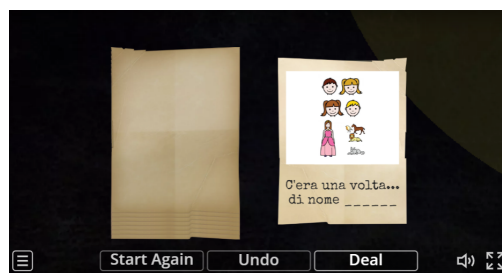 C'era una volta...
di nome ______
Start Again
Undo
Deal